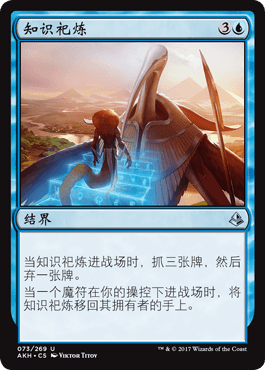 知识祀炼 3
结界
当知识祀炼进战场时，抓三张牌，然后
弃一张牌。
当一个魔符在你的操控下进战场时，将
知识祀炼移回其拥有者的手上。
073/269 U
AKH • CS VIKTOR TITOV
™ & © 2017 Wizards of the Coast